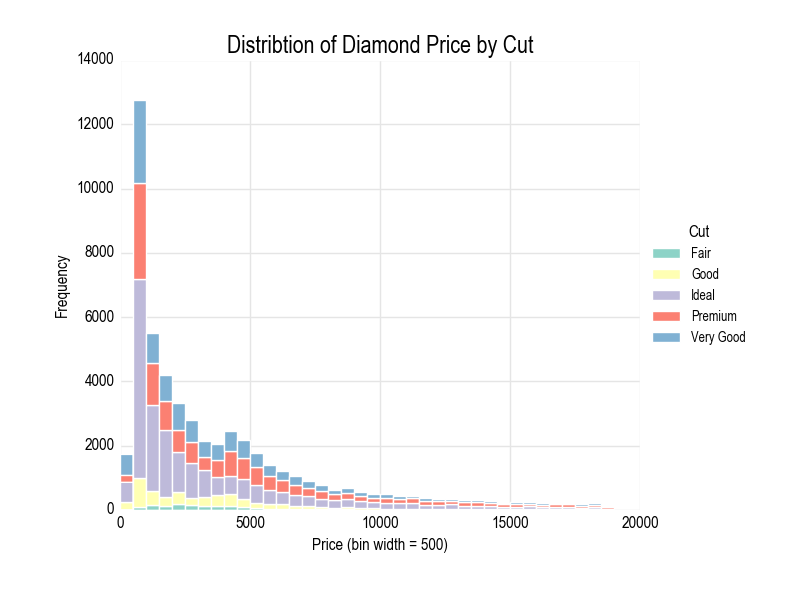 Distribtion of Diamond Price by Cut
14000
12000
10000
8000
6000
4000
2000
0
Frequency
0 5000 10000 15000 20000
Price (bin width = 500)
Cut
Fair
Good
Ideal
Premium
Very Good